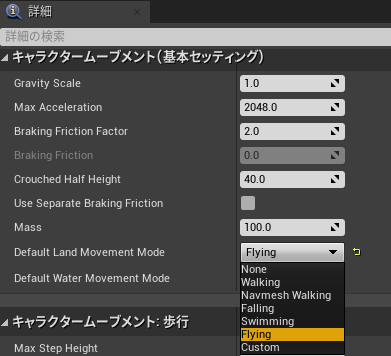 詳細
詳細の検索
キャラクタームーブメント(基本セッティング)
Gravity Scale 1.0
Max Acceleration 2048.0
Braking Friction Factor 2.0
Braking Friction 0.0
Crouched Half Height 40.0
Use Separate Braking Friction
Mass 100.0
Default Land Movement Mode Flying
None
Default Water Movement Mode
Walking
Navmesh Walking
Falling
Swimming
Flying
Custom
キャラクタームーブメント: 歩行
Max Step Height